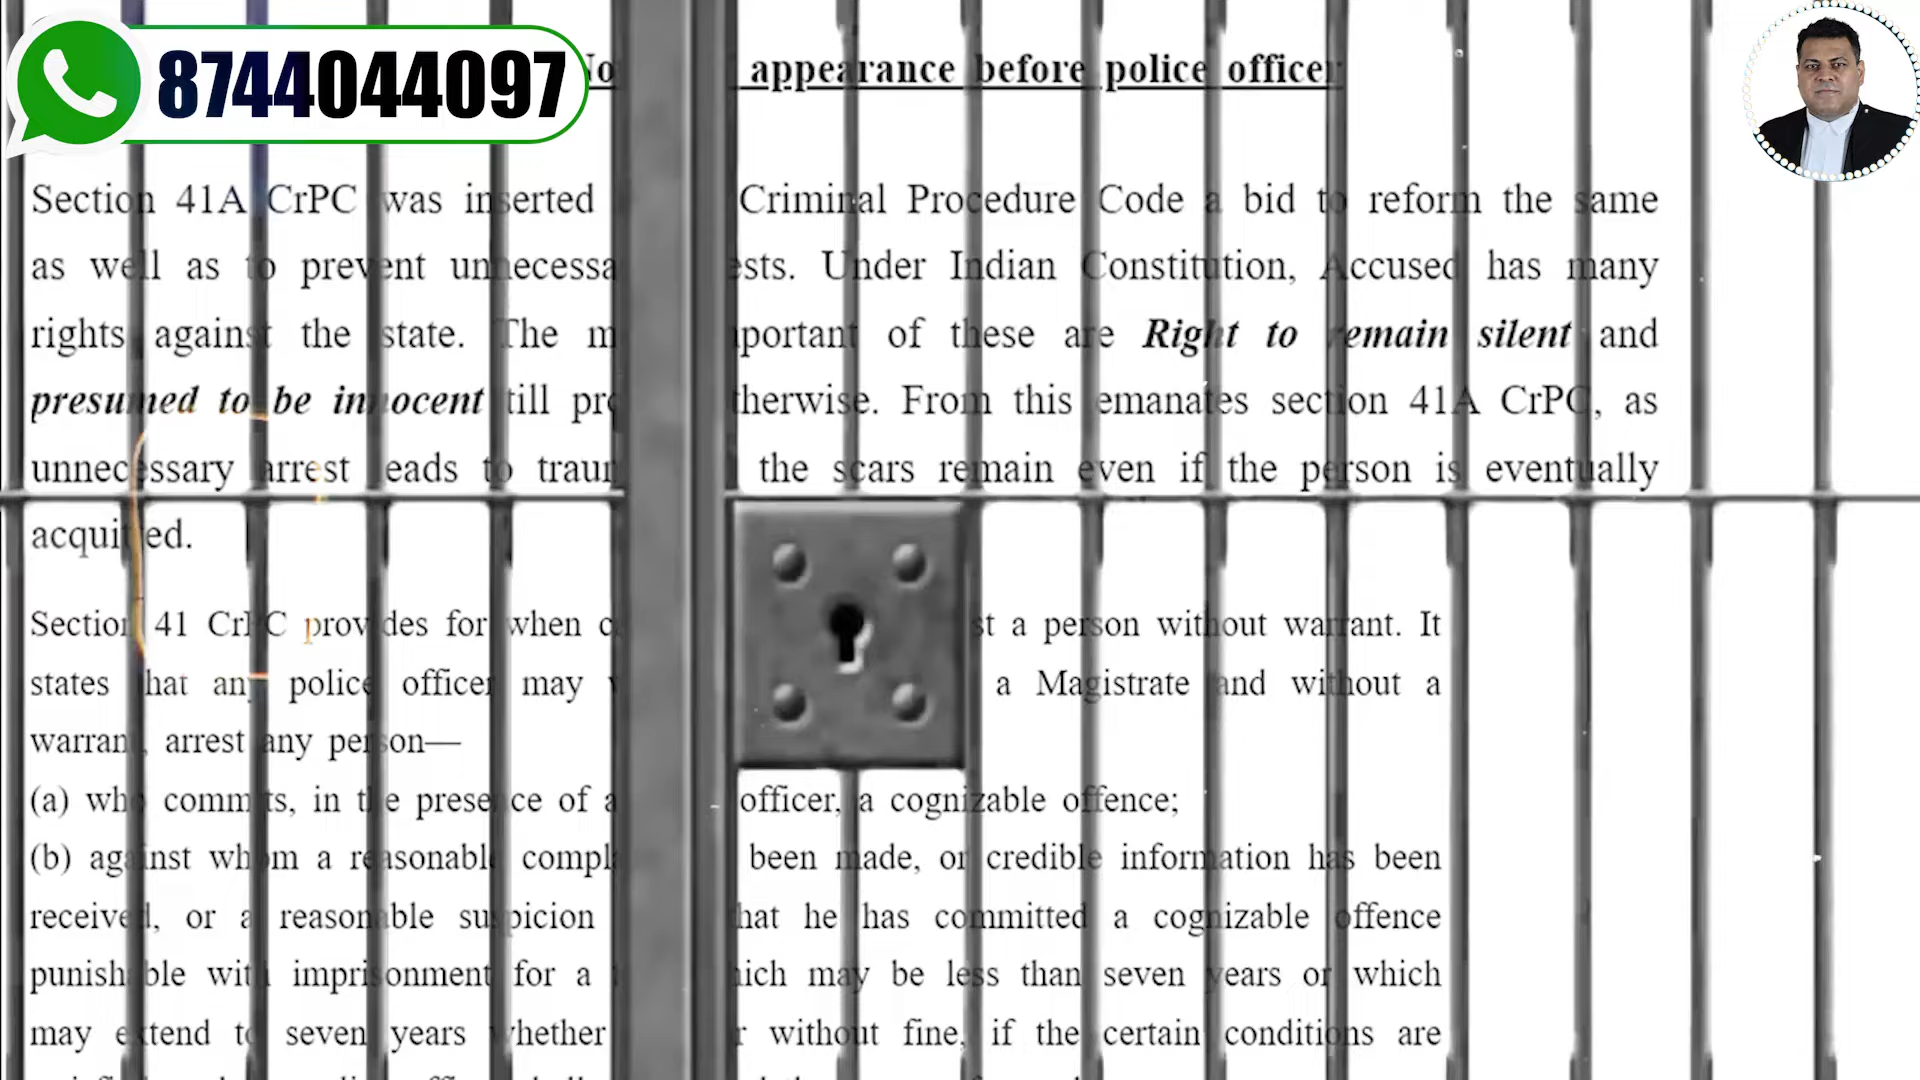 8744044097
appearance before police officer
Section 41A CrPC was inserted Criminal Procedure Code a bid to reform the same
as well as to prevent Under Indian Constitution, Accused has many
rights against the state. The of these are Right to remain silent and
presumed to be innocent till From this emanates section 41A CrPC, as
unnecessary arrest leads to the scars remain even if the person is eventually
acquitted.
Section 41 CrPC provides for when a person without warrant. It
states that any police officer may a Magistrate and without a
warrant, arrest any person—
(a) who commits, in the presence of a officer, a cognizable offence;
(b) against whom a reasonable been made, or credible information has been
received, or a reasonable suspicion that he has committed a cognizable offence
punishable with imprisonment for a which may be less than seven years or which
may extend to seven years whether without fine, if the certain conditions are